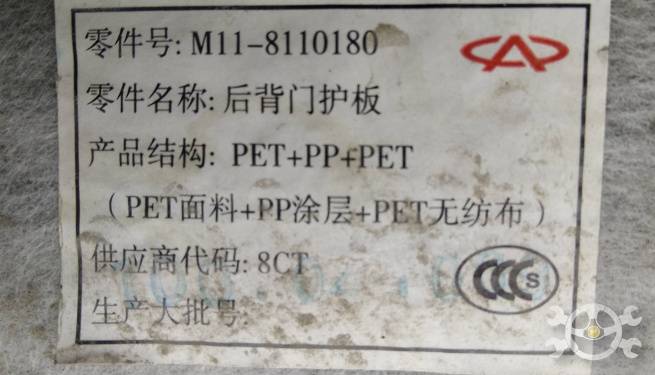 零件号: M11-8110180
零件名称: 后背门护板
产品结构: PET+PP+PET
（PET面料+PP涂层+PET无纺布）
供应商代码: 8CT
CCC S
生产大批号: